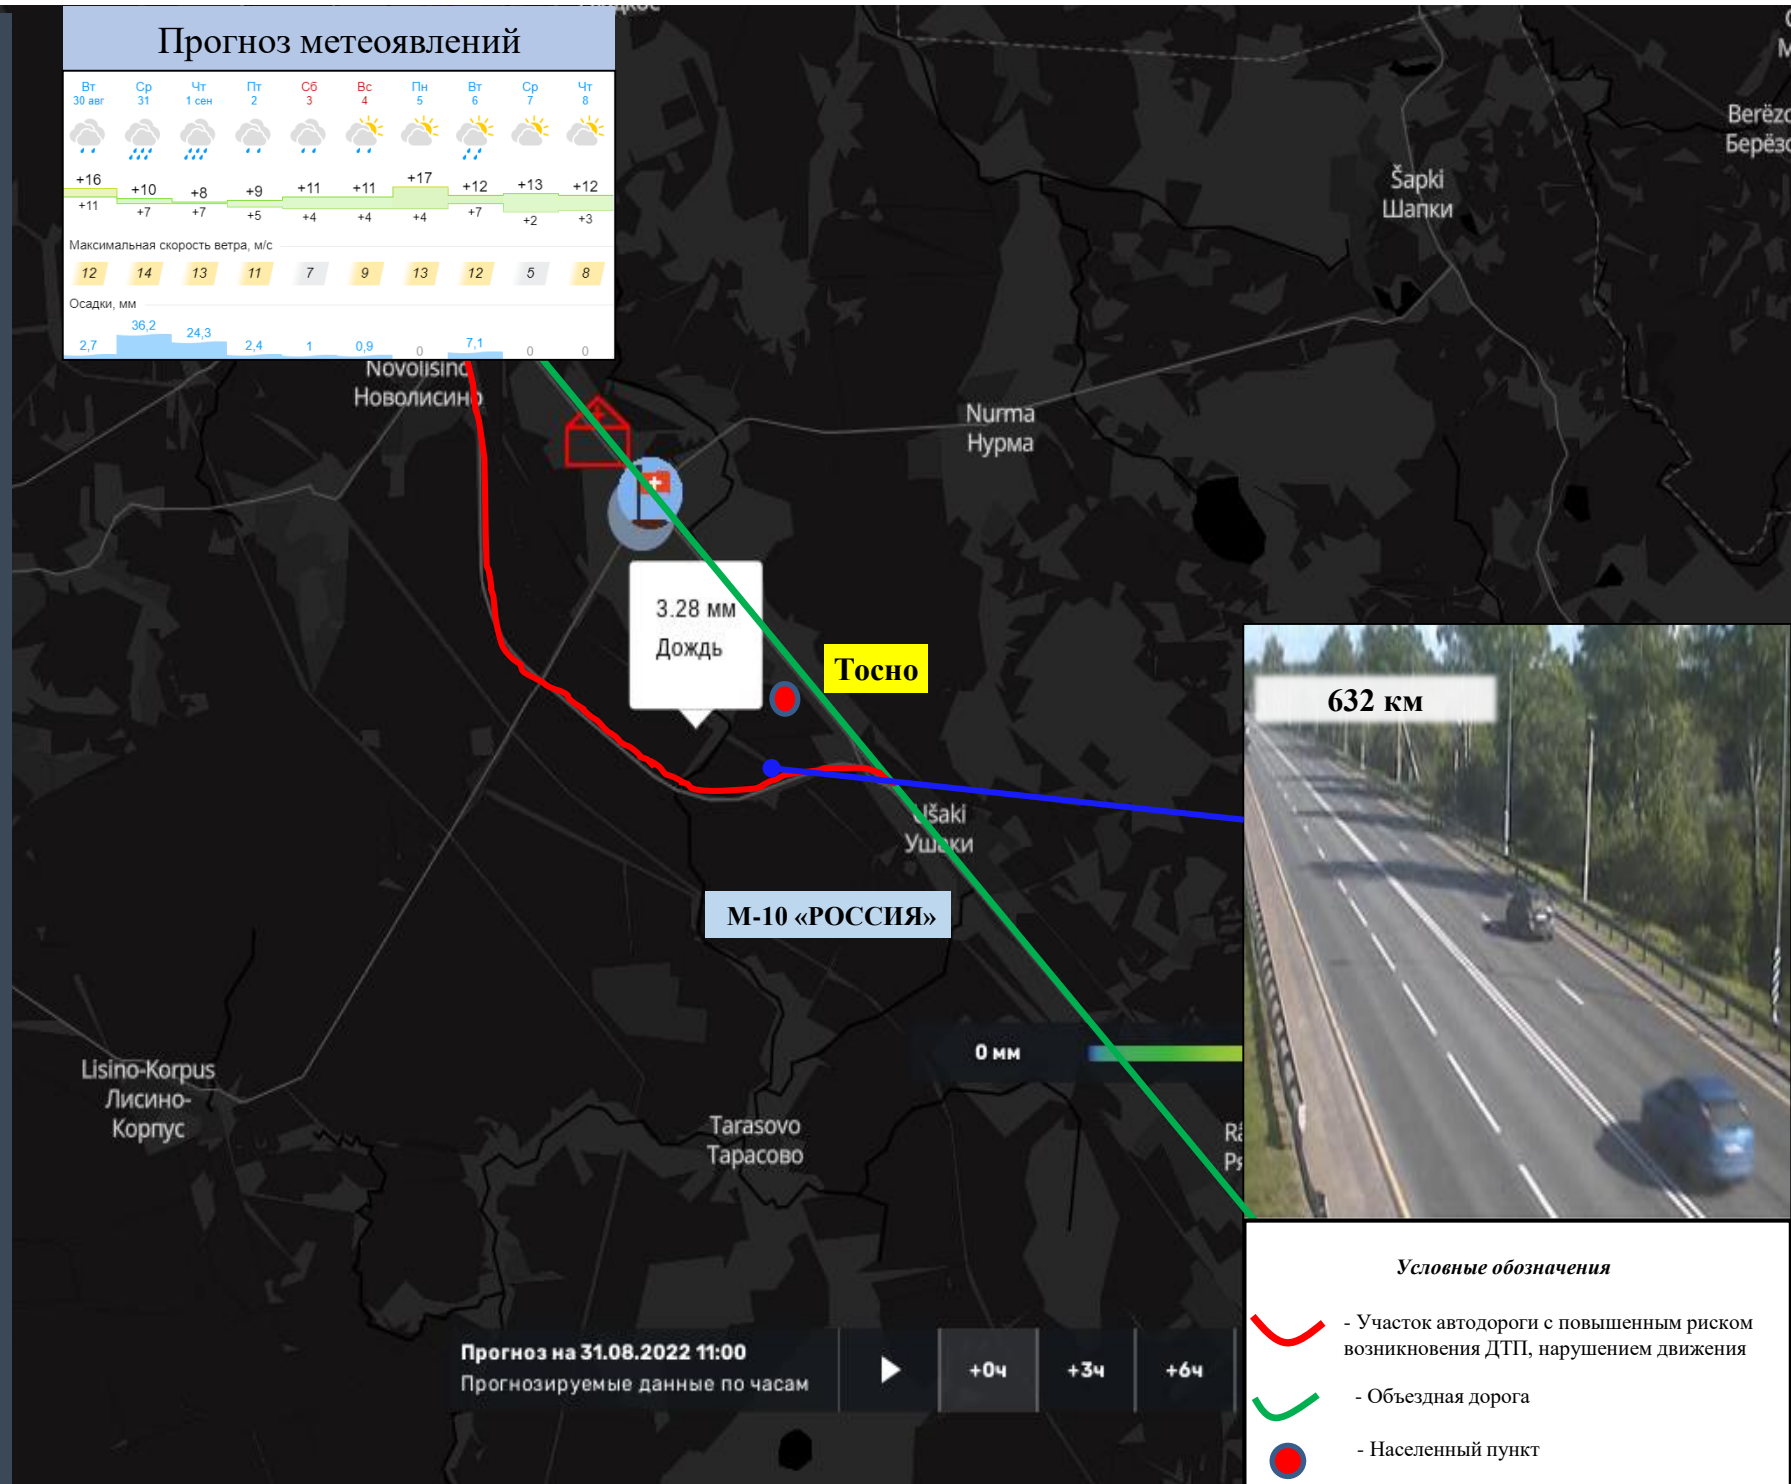 Прогноз метеоявлений
Вт Ср Чт Пт Сб Вс Пн Вт Ср Чт
30 авг 31 1 сен 2 3 4 5 6 7 8
+16 +10 +8 +9 +11 +11 +17 +12 +13 +12
+11 +7 +7 +5 +4 +4 +4 +7 +2 +3
Максимальная скорость ветра, м/с
12 14 13 11 7 9 13 12 5 8
Осадки, мм
2,7 36,2 24,3 2,4 1 0,9 0 7,1 0 0
Šapki
Шапки
Novolisino
Новолисино
Nurma
Нурма
3.28 мм
Дождь
Тосно
632 км
Ušaki
Ушаки
М-10 «РОССИЯ»
0 мм
Lisino-Korpus
Лисино-
Корпус
Tarasovo
Тарасово
Прогноз на 31.08.2022 11:00
Прогнозируемые данные по часам
+0ч +3ч +6ч
Условные обозначения
- Участок автодороги с повышенным риском
возникновения ДТП, нарушением движения
- Объездная дорога
- Населенный пункт